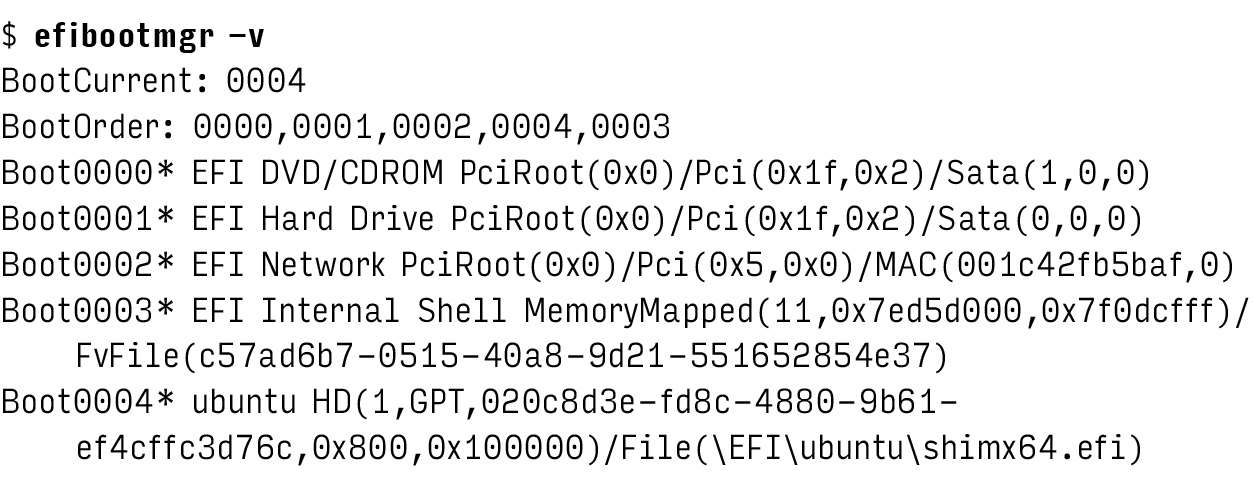 $ efibootmgr -v
BootCurrent: 0004
BootOrder: 0000,0001,0002,0004,0003
Boot0000* EFI DVD/CDROM PciRoot(0x0)/Pci(0x1f,0x2)/Sata(1,0,0)
Boot0001* EFI Hard Drive PciRoot(0x0)/Pci(0x1f,0x2)/Sata(0,0,0)
Boot0002* EFI Network PciRoot(0x0)/Pci(0x5,0x0)/MAC(001c42fb5baf,0)
Boot0003* EFI Internal Shell MemoryMapped(11,0x7ed5d000,0x7f0dcfff)/
FvFile(c57ad6b7-0515-40a8-9d21-551652854e37)
Boot0004* ubuntu HD(1,GPT,020c8d3e-fd8c-4880-9b61-
ef4cffc3d76c,0x800,0x100000)/File(\EFI\ubuntu\shimx64.efi)